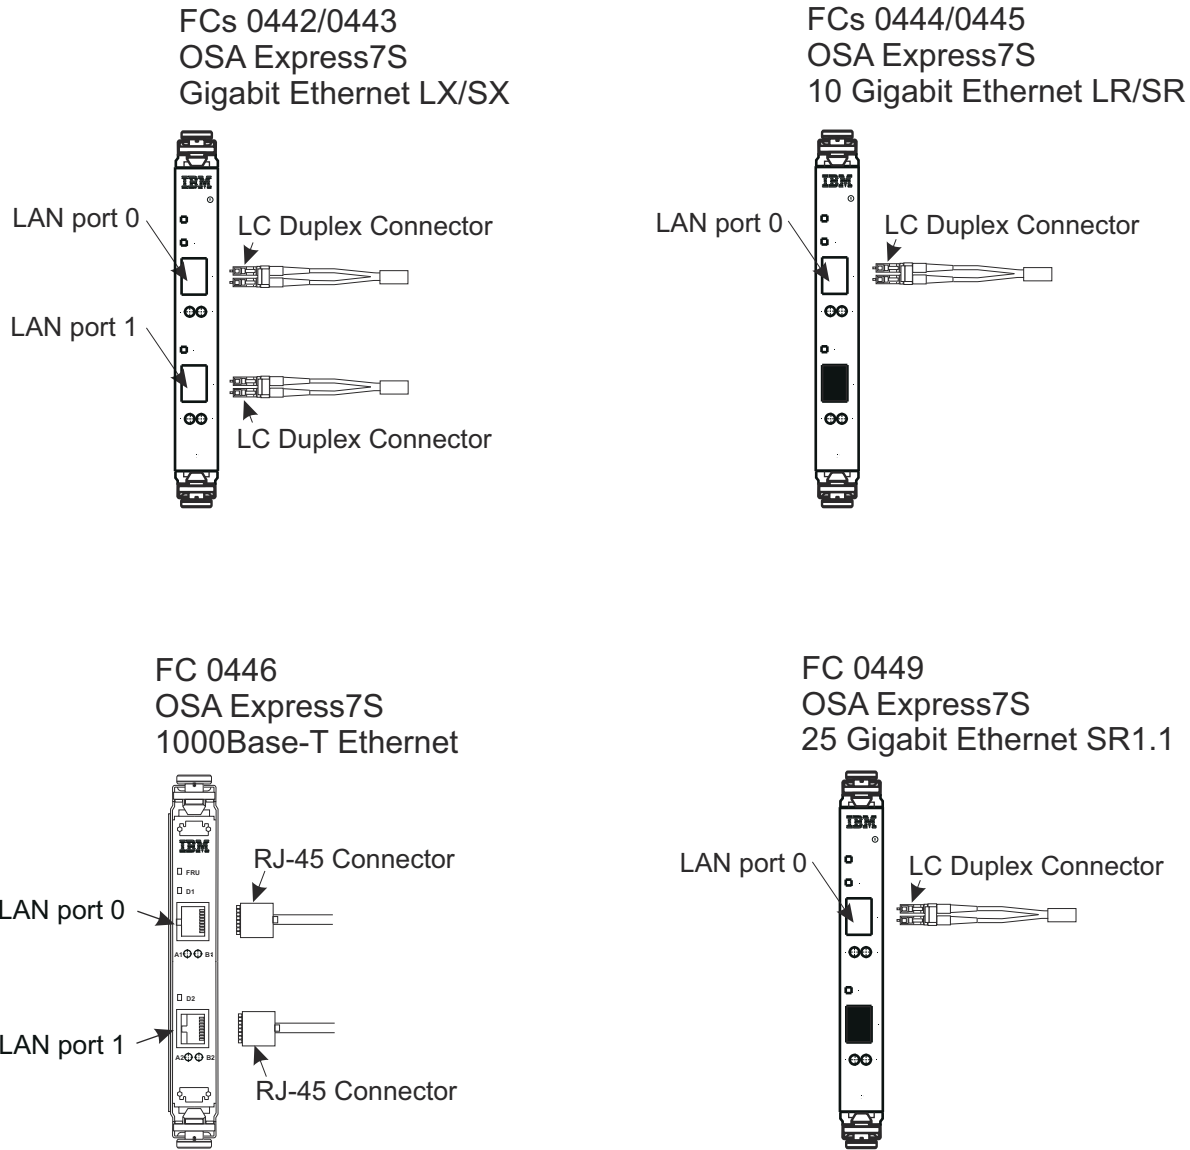 FCs 0442/0443
OSA Express7S
Gigabit Ethernet LX/SX
IBM
LAN port 0
LC Duplex Connector
LAN port 1
LC Duplex Connector
FCs 0444/0445
OSA Express7S
10 Gigabit Ethernet LR/SR
IBM
LAN port 0
LC Duplex Connector
FC 0446
OSA Express7S
1000Base-T Ethernet
IBM
RJ-45 Connector
FRU
D1
LAN port 0
A1 B1
D2
LAN port 1
A2 B2
RJ-45 Connector
FC 0449
OSA Express7S
25 Gigabit Ethernet SR1.1
IBM
LAN port 0
LC Duplex Connector